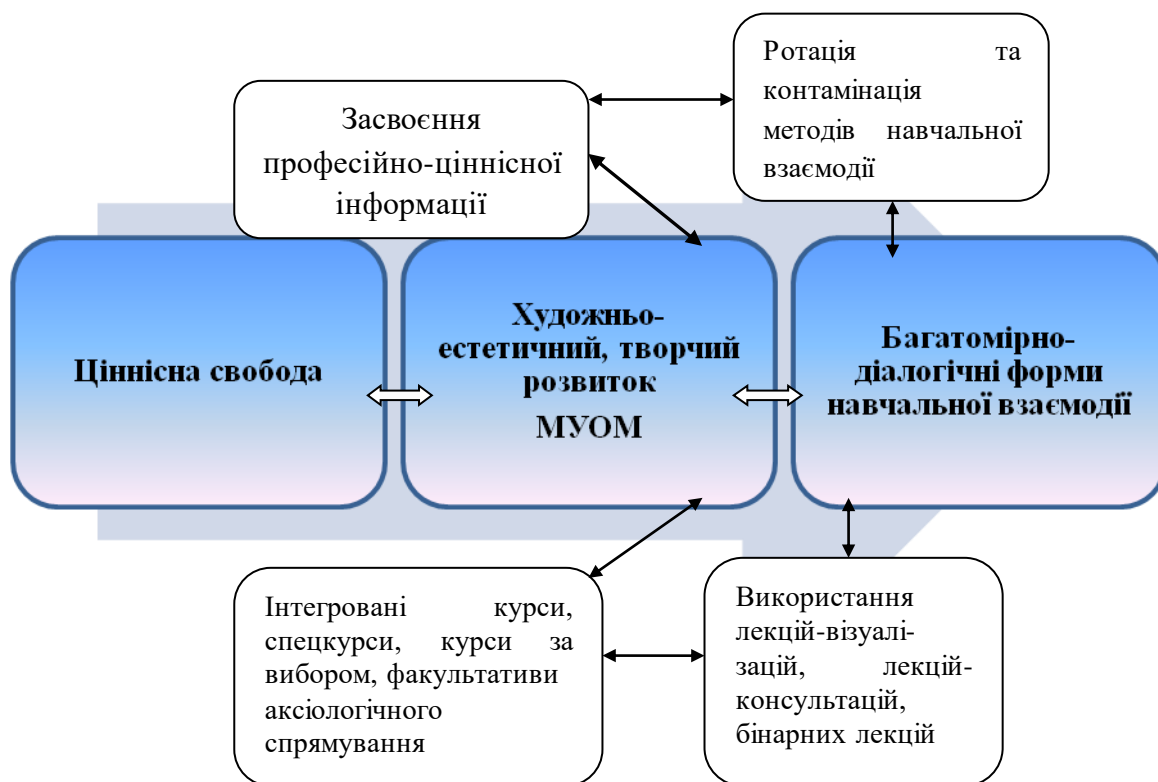 Засвоєння
професійно-ціннісної
інформації
Ротація та
контамінація
методів навчальної
взаємодії
Ціннісна свобода
Художньо-
естетичний, творчий
розвиток
МУОМ
Багатомірно-
діалогічні форми
навчальної взаємодії
Інтегровані курси,
спецкурси, курси за
вибором, факультативи
аксіологічного
спрямування
Використання
лекцій-візуалі-
зацій, лекцій-
консультацій,
бінарних лекцій